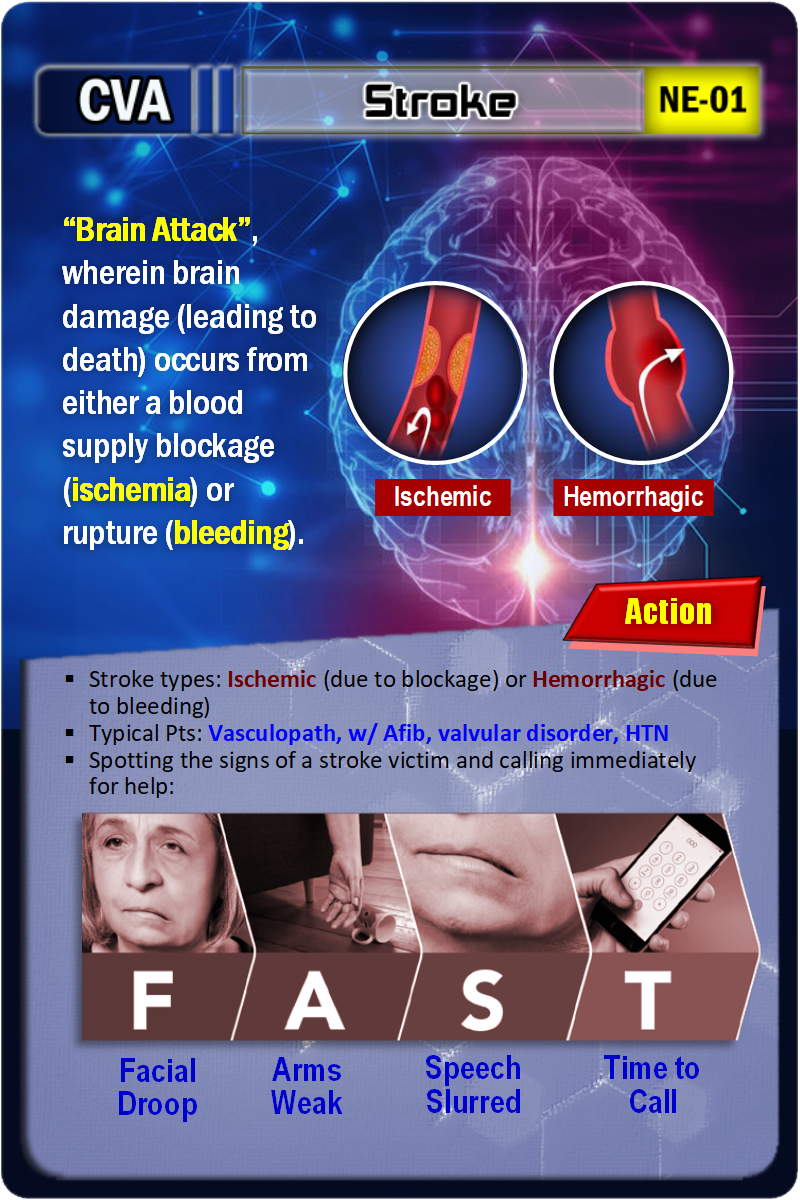 CVA
Stroke
NE-01
“Brain Attack”,
wherein brain
damage (leading to
death) occurs from
either a blood
supply blockage
(ischemia) or
rupture (bleeding).
Ischemic
Hemorrhagic
Action
▪ Stroke types: Ischemic (due to blockage) or Hemorrhagic (due
to bleeding)
▪ Typical Pts: Vasculopath, w/ Afib, valvular disorder, HTN
▪ Spotting the signs of a stroke victim and calling immediately
for help:
F A S T
Facial
Droop
Arms
Weak
Speech
Slurred
Time to
Call